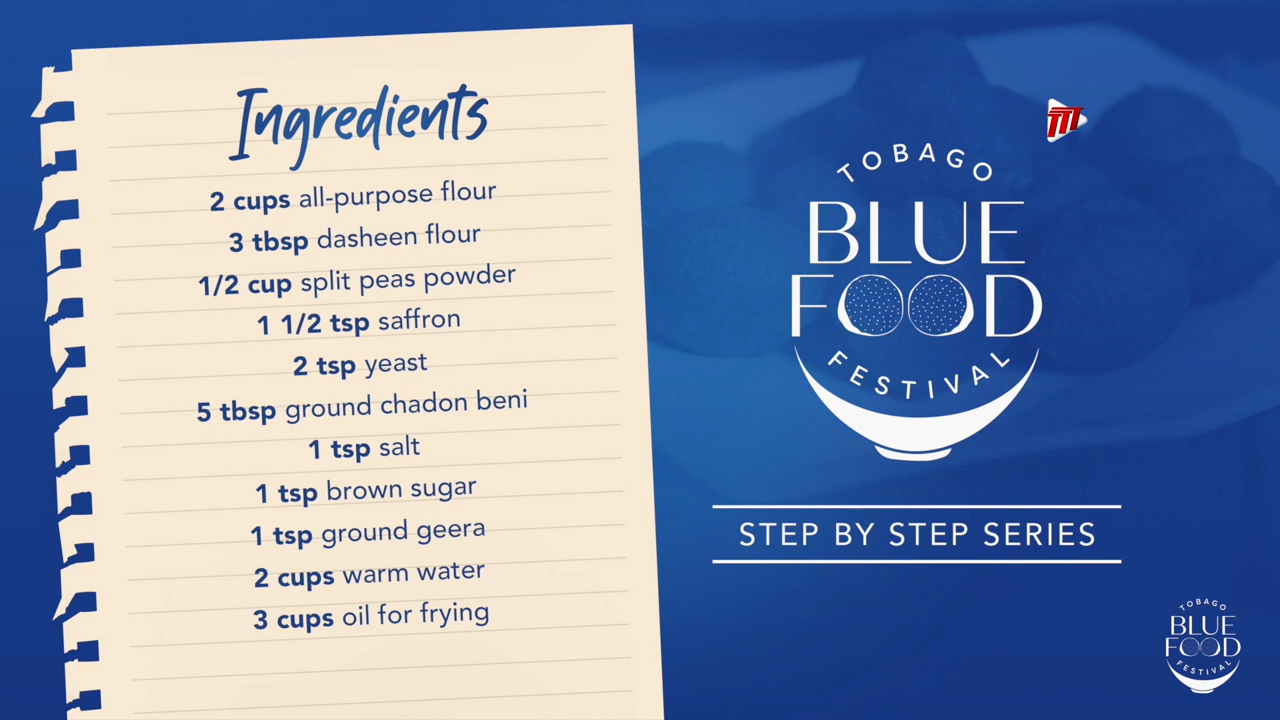 Ingredients
2 cups all-purpose flour
3 tbsp dasheen flour
1/2 cup split peas powder
1 1/2 tsp saffron
2 tsp yeast
5 tbsp ground chadon beni
1 tsp salt
1 tsp brown sugar
1 tsp ground geera
2 cups warm water
3 cups oil for frying
TTT
TOBAGO
BLUE
FOOD
FESTIVAL
STEP BY STEP SERIES
TOBAGO
BLUE
FOOD
FESTIVAL